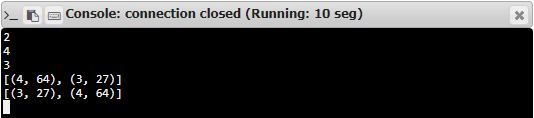 Console: connection closed (Running: 10 seg)
2
4
3
[(4, 64), (3, 27)]
[(3, 27), (4, 64)]